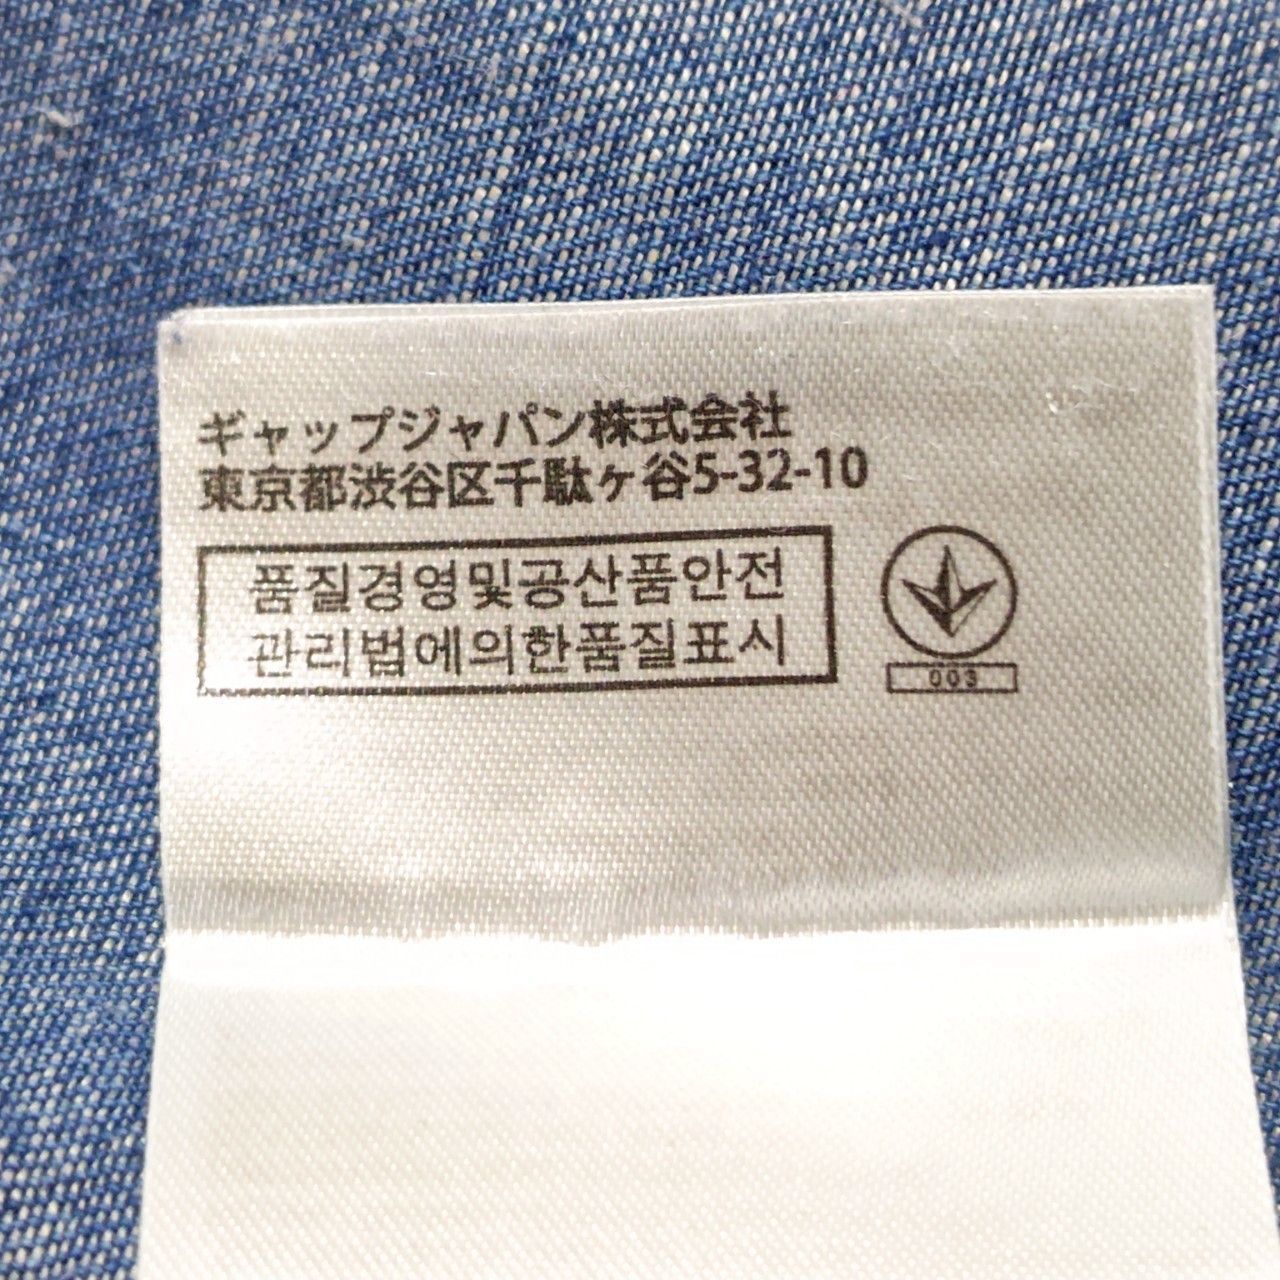 ギャップジャパン株式会社
東京都渋谷区千駄ヶ谷5-32-10
품질경영및공산품안전
관리법에의한품질표시
003